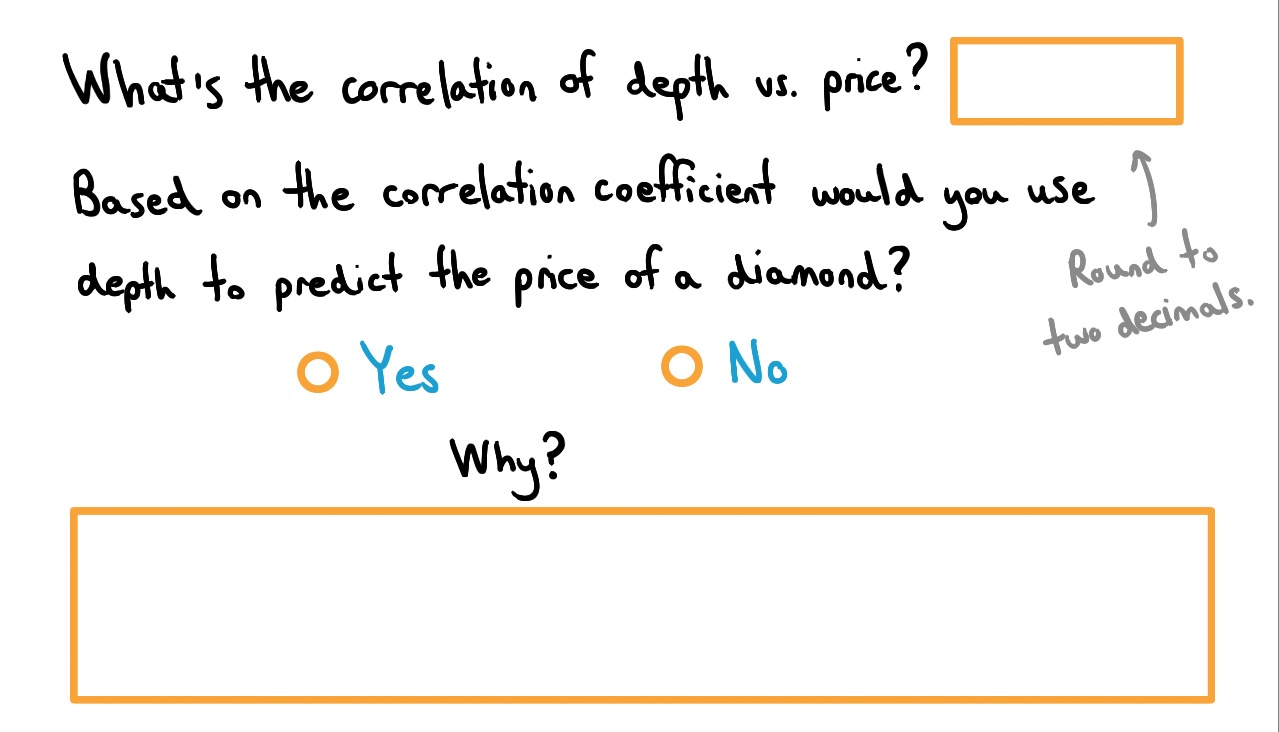 What's the correlation of depth vs. price?
Based on the correlation coefficient would you use
depth to predict the price of a diamond?
Round to
two decimals.
Yes
No
Why?